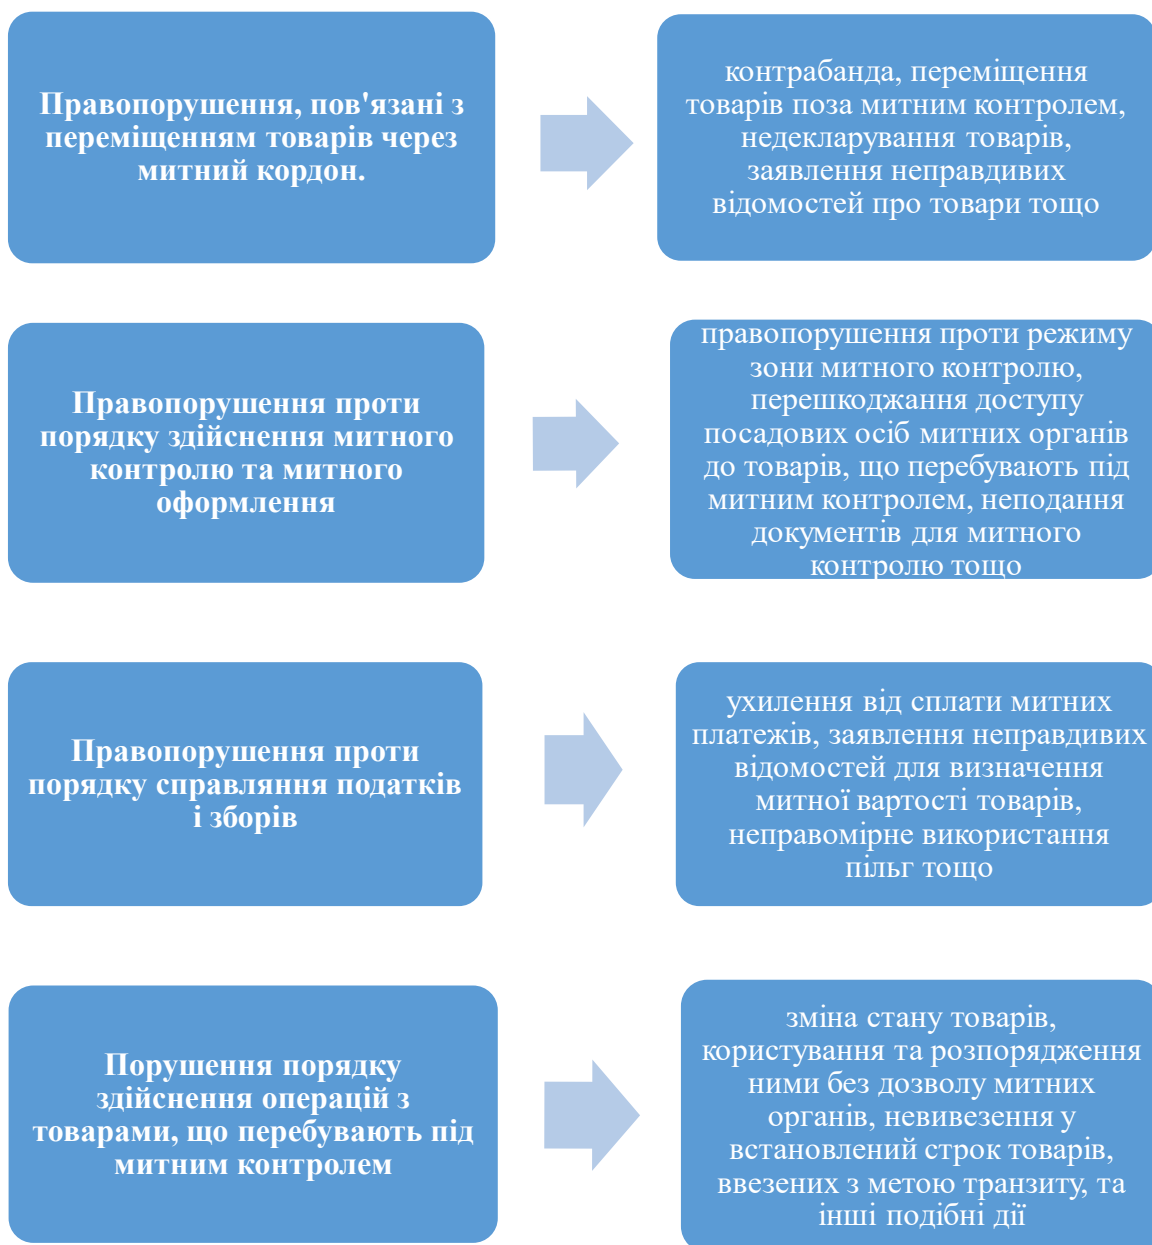 Правопорушення, пов'язані з
переміщенням товарів через
митний кордон.
контрабанда, переміщення
товарів поза митним контролем,
недекларування товарів,
заявлення неправдивих
відомостей про товари тощо
Правопорушення проти
порядку здійснення митного
контролю та митного
оформлення
правопорушення проти режиму
зони митного контролю,
перешкоджання доступу
посадових осіб митних органів
до товарів, що перебувають під
митним контролем, неподання
документів для митного
контролю тощо
Правопорушення проти
порядку справляння податків
і зборів
ухилення від сплати митних
платежів, заявлення неправдивих
відомостей для визначення
митної вартості товарів,
неправомірне використання
пільг тощо
Порушення порядку
здійснення операцій з
товарами, що перебувають під
митним контролем
зміна стану товарів,
користування та розпорядження
ними без дозволу митних
органів, невивезення у
встановлений строк товарів,
ввезених з метою транзиту, та
інші подібні дії